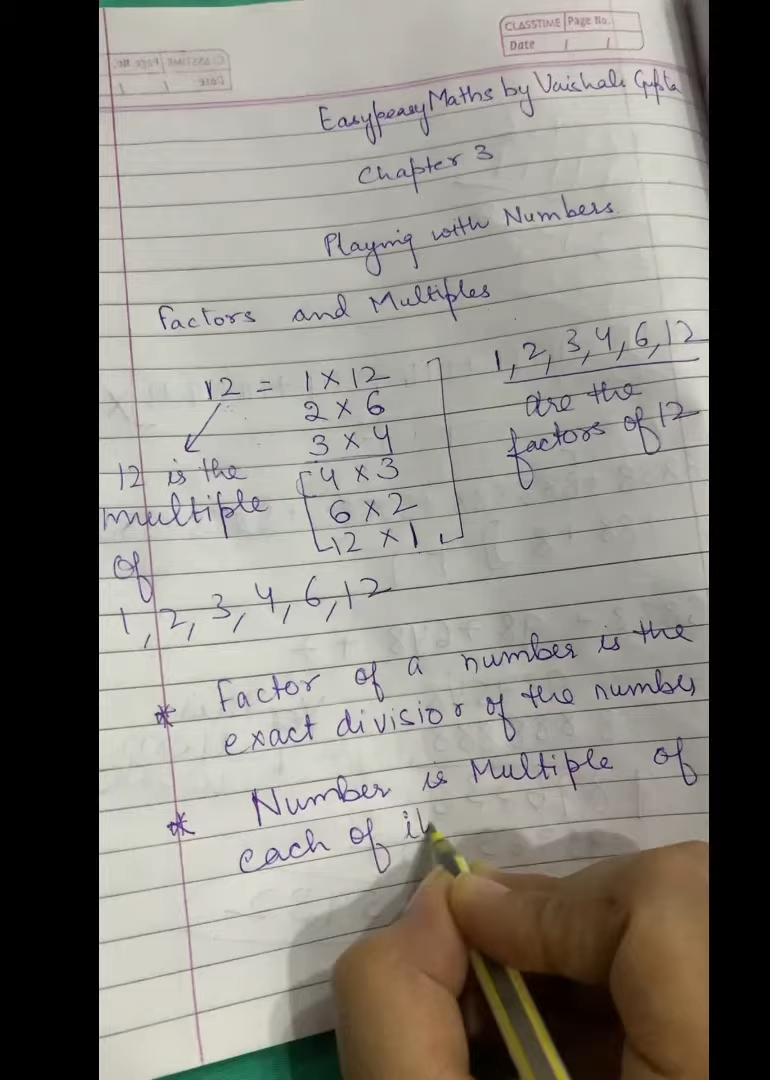 CLASSTIME Page No.
Date / /
Easypeasy Maths by Vaishali Gupta
Chapter 3
Playing with Numbers
factors and Multiples
12 = 1 × 12
2 × 6
3 × 4
4 × 3
6 × 2
12 × 1
1, 2, 3, 4, 6, 12
are the
factors of 12
12 is the
multiple
of
1, 2, 3, 4, 6, 12
* factor of a number is the
exact divisior of the number
* Number is Multiple of
each of it